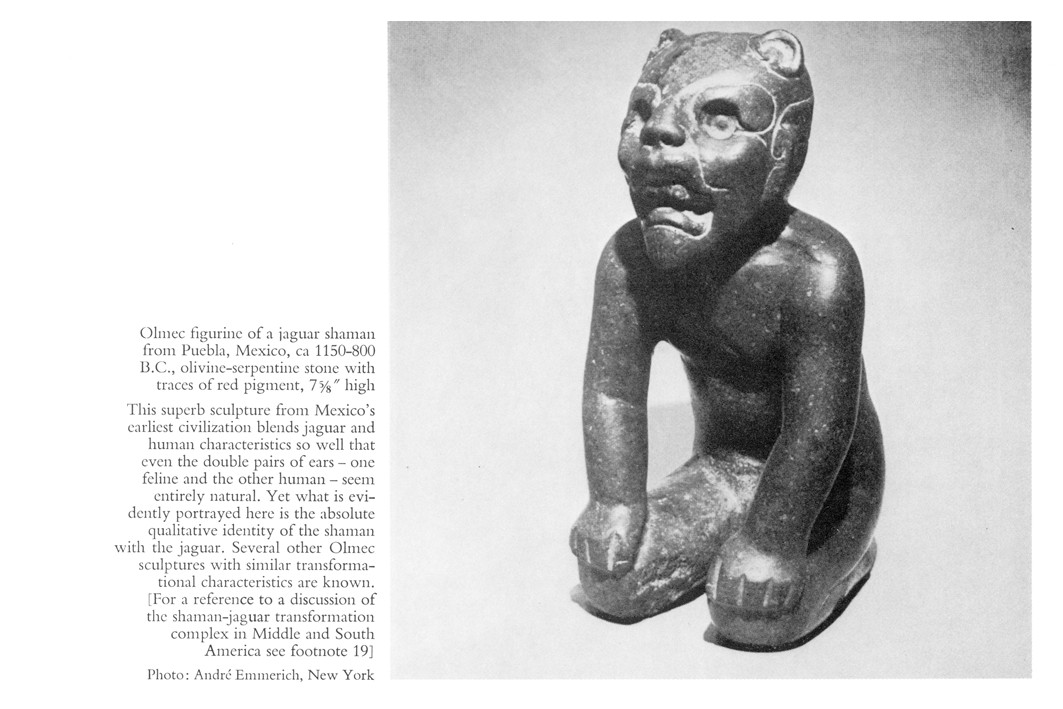 Olmec figurine of a jaguar shaman
from Puebla, Mexico, ca 1150–800
B.C., olivine-serpentine stone with
traces of red pigment, 7⅝″ high
This superb sculpture from Mexico's
earliest civilization blends jaguar and
human characteristics so well that
even the double pairs of ears – one
feline and the other human – seem
entirely natural. Yet what is evi-
dently portrayed here is the absolute
qualitative identity of the shaman
with the jaguar. Several other Olmec
sculptures with similar transforma-
tional characteristics are known.
[For a reference to a discussion of
the shaman-jaguar transformation
complex in Middle and South
America see footnote 19]
Photo: André Emmerich, New York